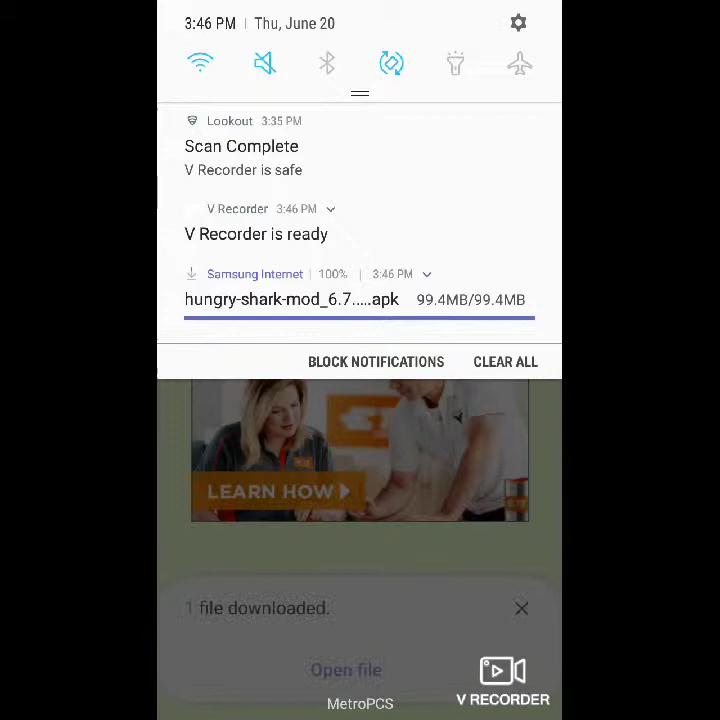 3:46 PM | Thu, June 20
Lookout 3:35 PM
Scan Complete
V Recorder is safe
V Recorder 3:46 PM
V Recorder is ready
Samsung Internet | 100% | 3:46 PM
hungry-shark-mod_6.7.....apk 99.4MB/99.4MB
BLOCK NOTIFICATIONS CLEAR ALL
LEARN HOW
1 file downloaded.
Open file
V RECORDER
MetroPCS